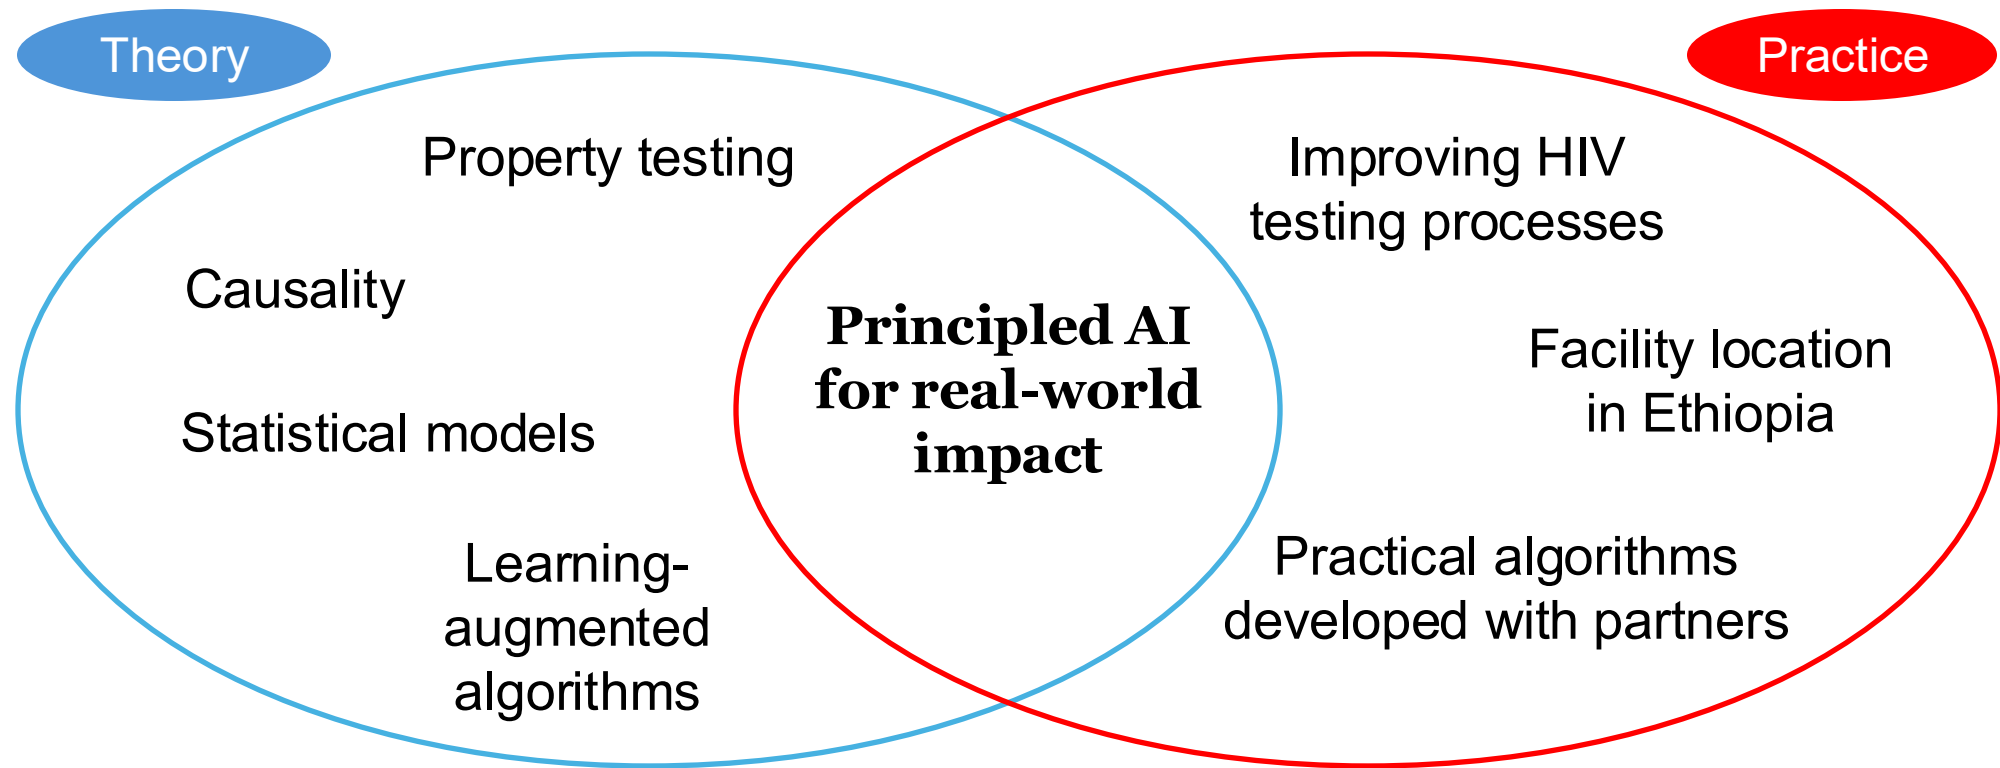 Theory
Practice
Property testing
Causality
Statistical models
Learning-
augmented
algorithms
Principled AI
for real-world
impact
Improving HIV
testing processes
Facility location
in Ethiopia
Practical algorithms
developed with partners